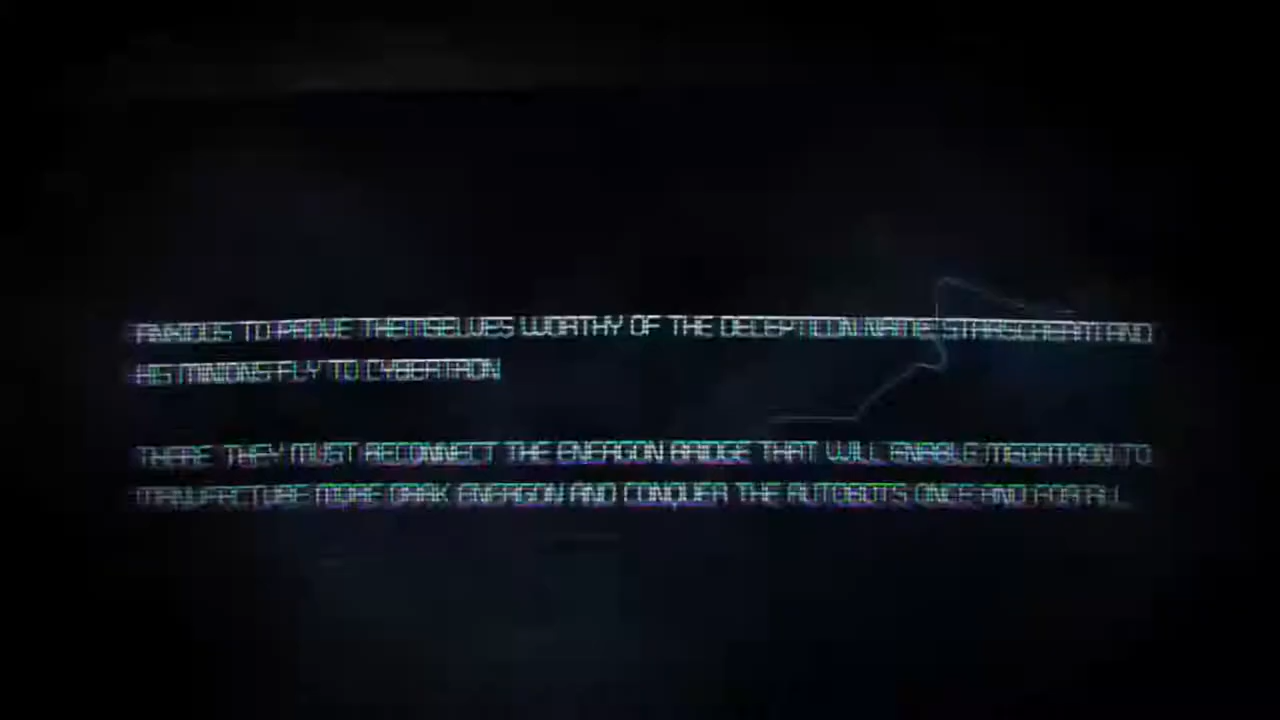 ANXIOUS TO PROVE THEMSELVES WORTHY OF THE DECEPTICON NAME STARSCREAM AND
HIS MINIONS FLY TO CYBERTRON
THERE THEY MUST RECONNECT THE ENERGON BRIDGE THAT WILL ENABLE MEGATRON TO
MANUFACTURE MORE DARK ENERGON AND CONQUER THE AUTOBOTS ONCE AND FOR ALL